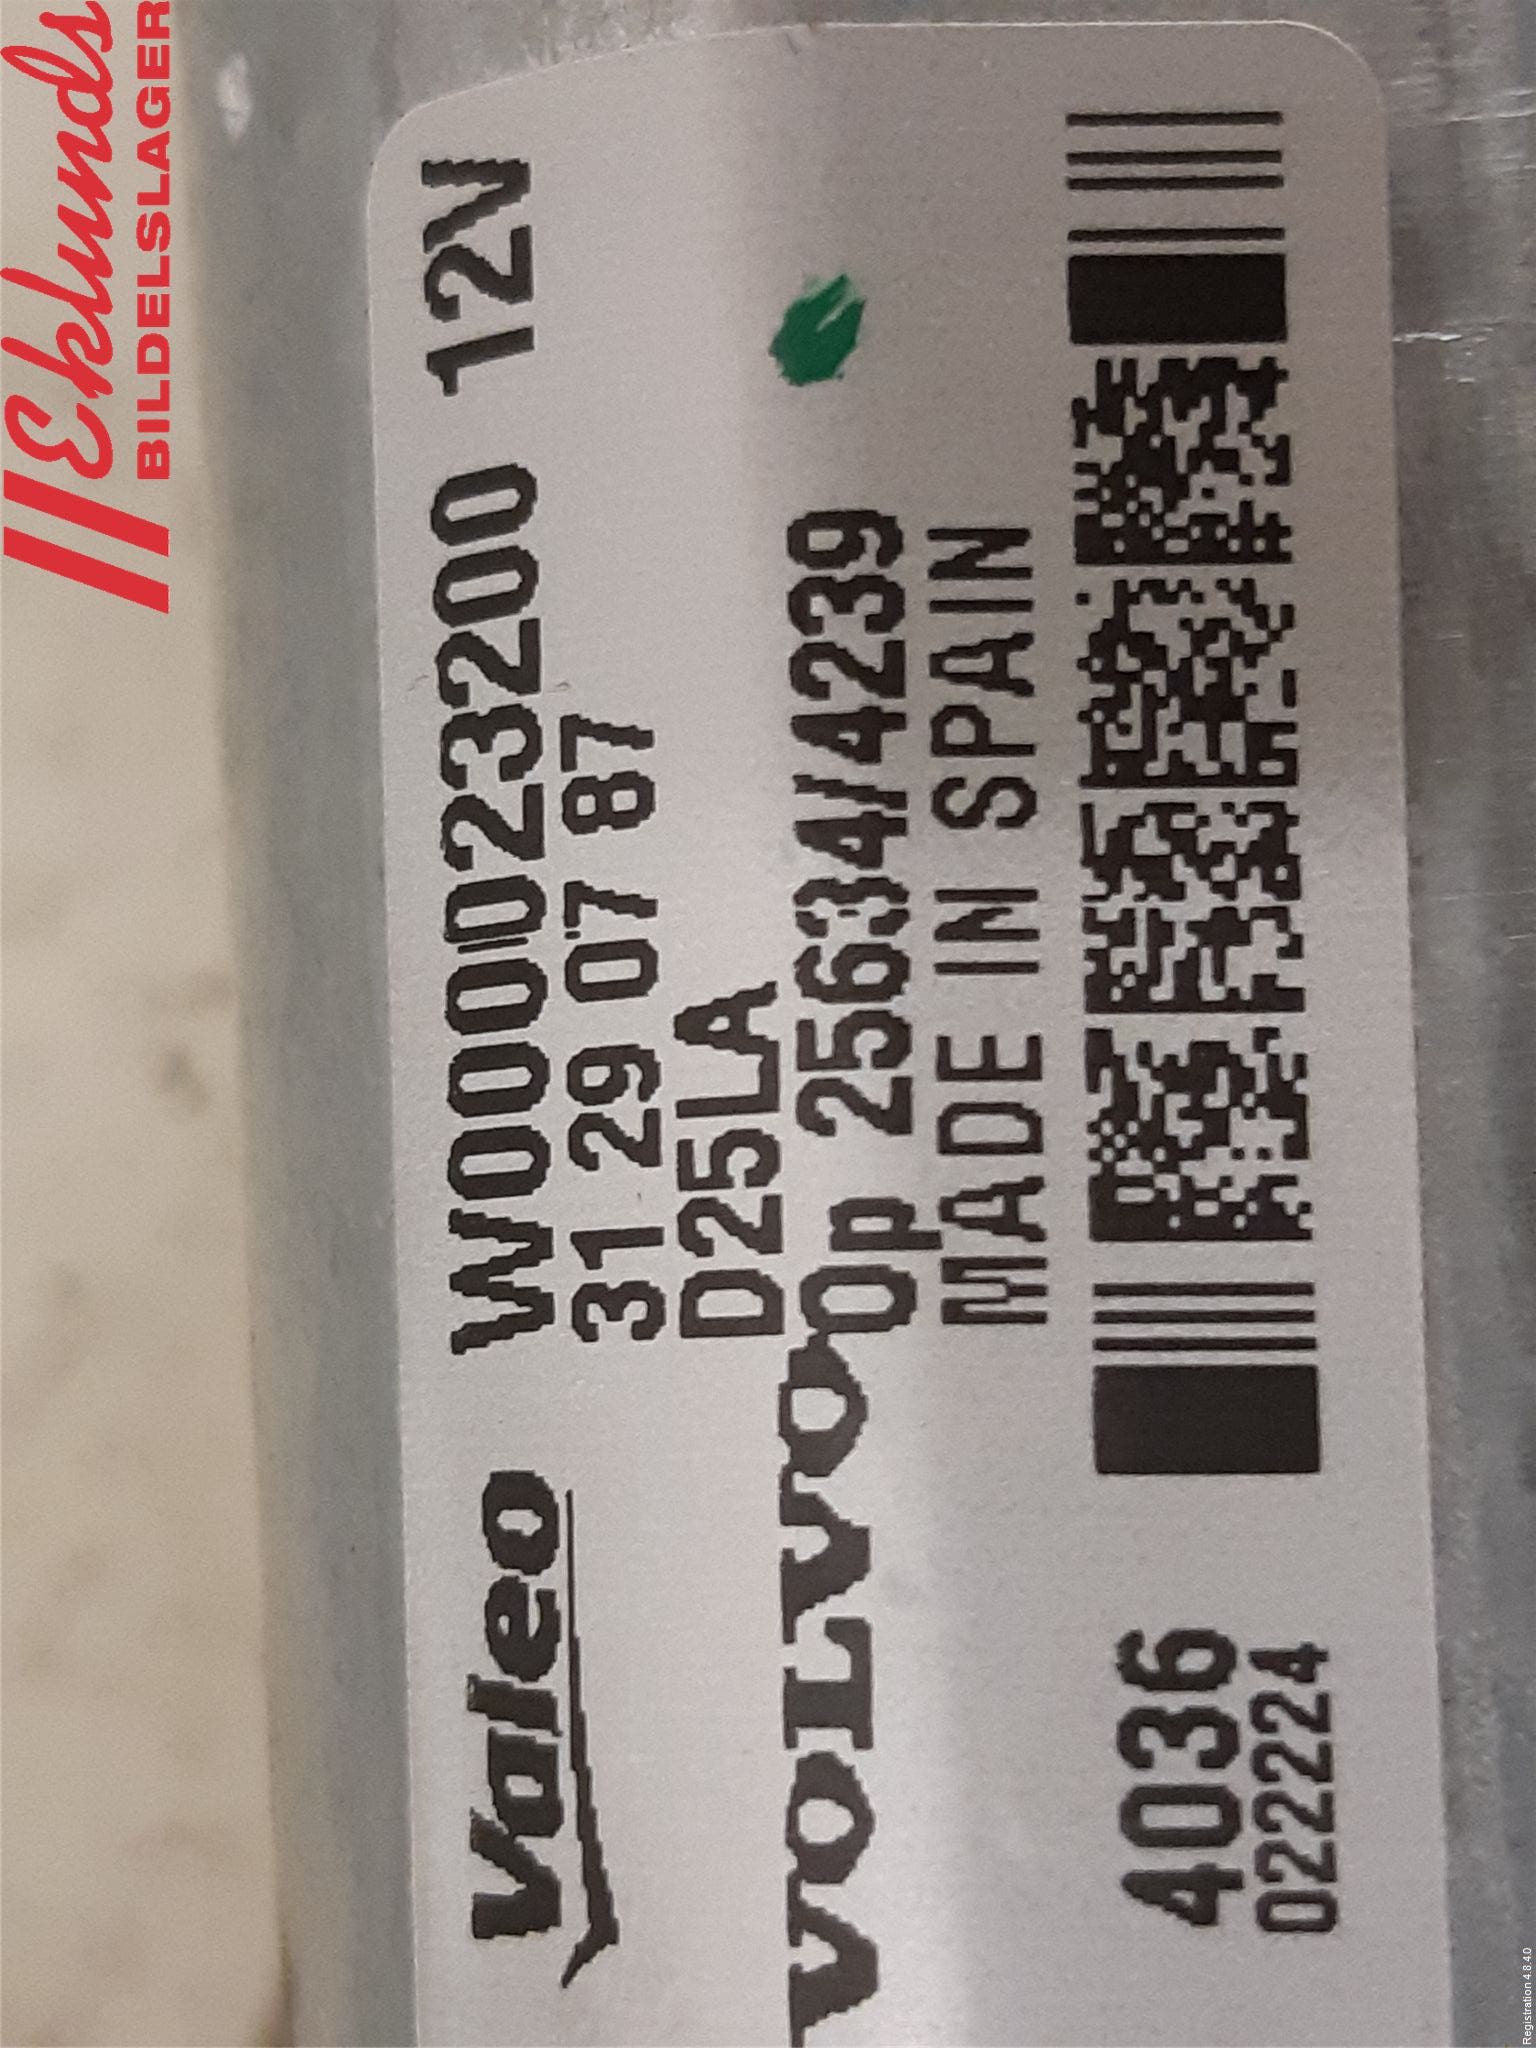 Eklunds
BILDELSLAGER
Valeo
W000023200 12V
31 29 07 87
D25LA
VOLVO
Op 25634/4239
MADE IN SPAIN
4036
022224
Registration 4.8.4.0